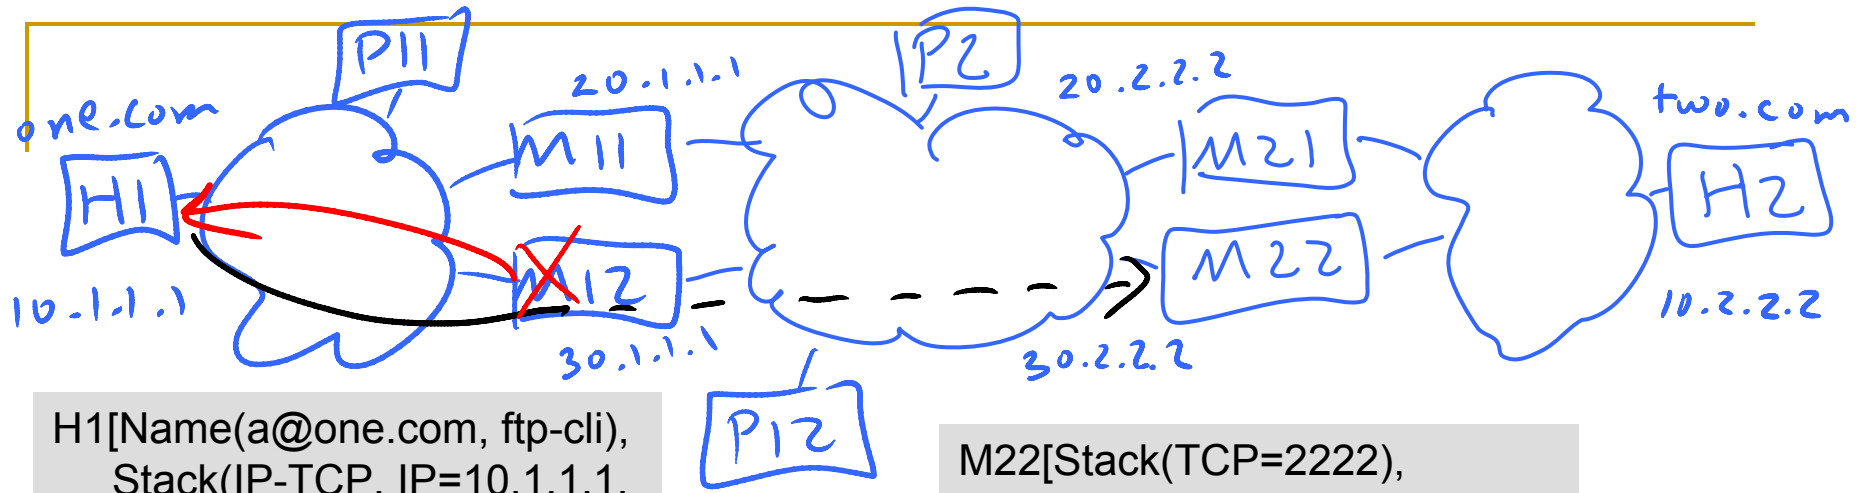 P11
P2
20.1.1.1
20.2.2.2
one.com
two.com
M11
M21
H1
H2
M12
M22
10.1.1.1
30.1.1.1
30.2.2.2
10.2.2.2
P12
H1[Name(a@one.com, ftp-cli),
Stack(IP-TCP, IP=10.1.1.1,
M22[Stack(TCP=2222),